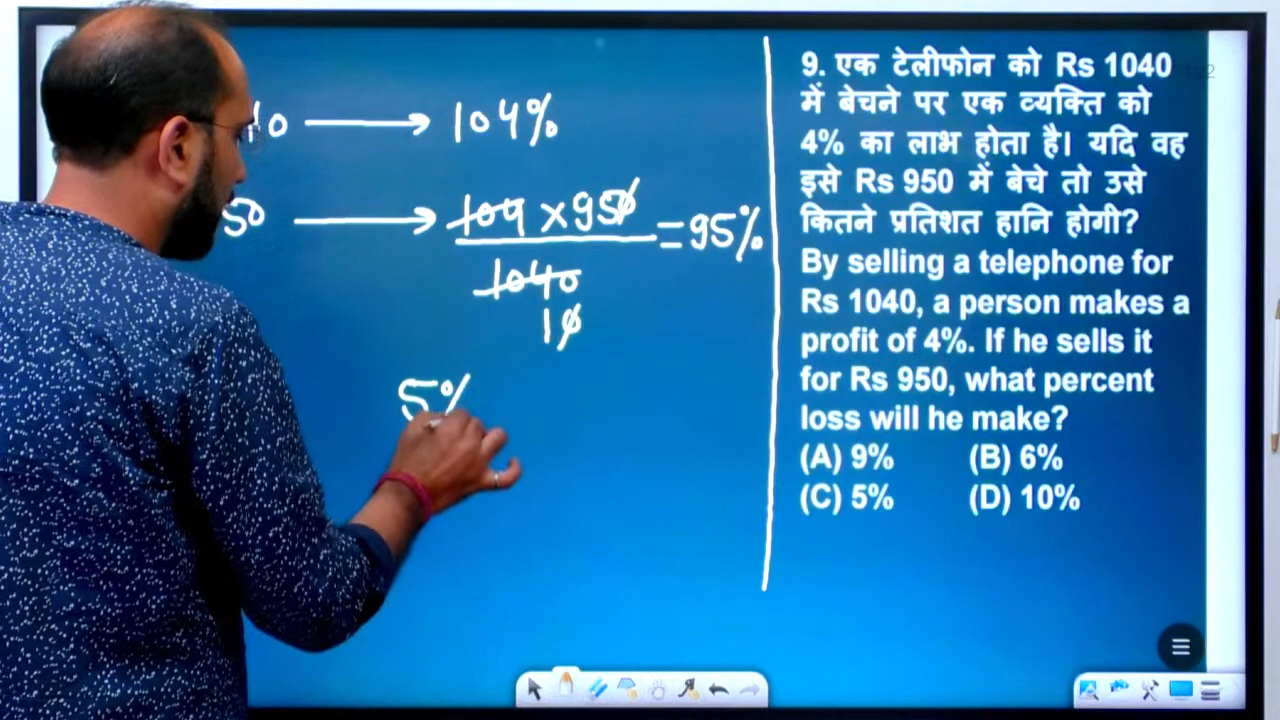 10 ⟶ 104%
50 ⟶ 104 x 950 = 95%
1040
10
5%
9. एक टेलीफोन को Rs 1040
में बेचने पर एक व्यक्ति को
4% का लाभ होता है। यदि वह
इसे Rs 950 में बेचे तो उसे
कितने प्रतिशत हानि होगी?
By selling a telephone for
Rs 1040, a person makes a
profit of 4%. If he sells it
for Rs 950, what percent
loss will he make?
(A) 9% (B) 6%
(C) 5% (D) 10%